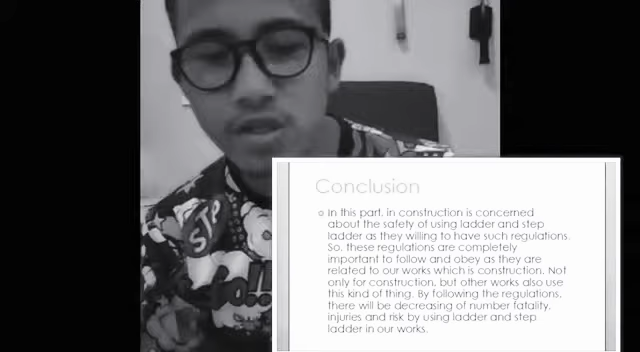 STP
O!!
Conclusion
In this part, in construction is concerned
about the safety of using ladder and step
ladder as they willing to have such regulations.
So, these regulations are completely
important to follow and obey as they are
related to our works which is construction. Not
only for construction, but other works also use
this kind of thing. By following the regulations,
there will be decreasing of number fatality,
injuries and risk by using ladder and step
ladder in our works.